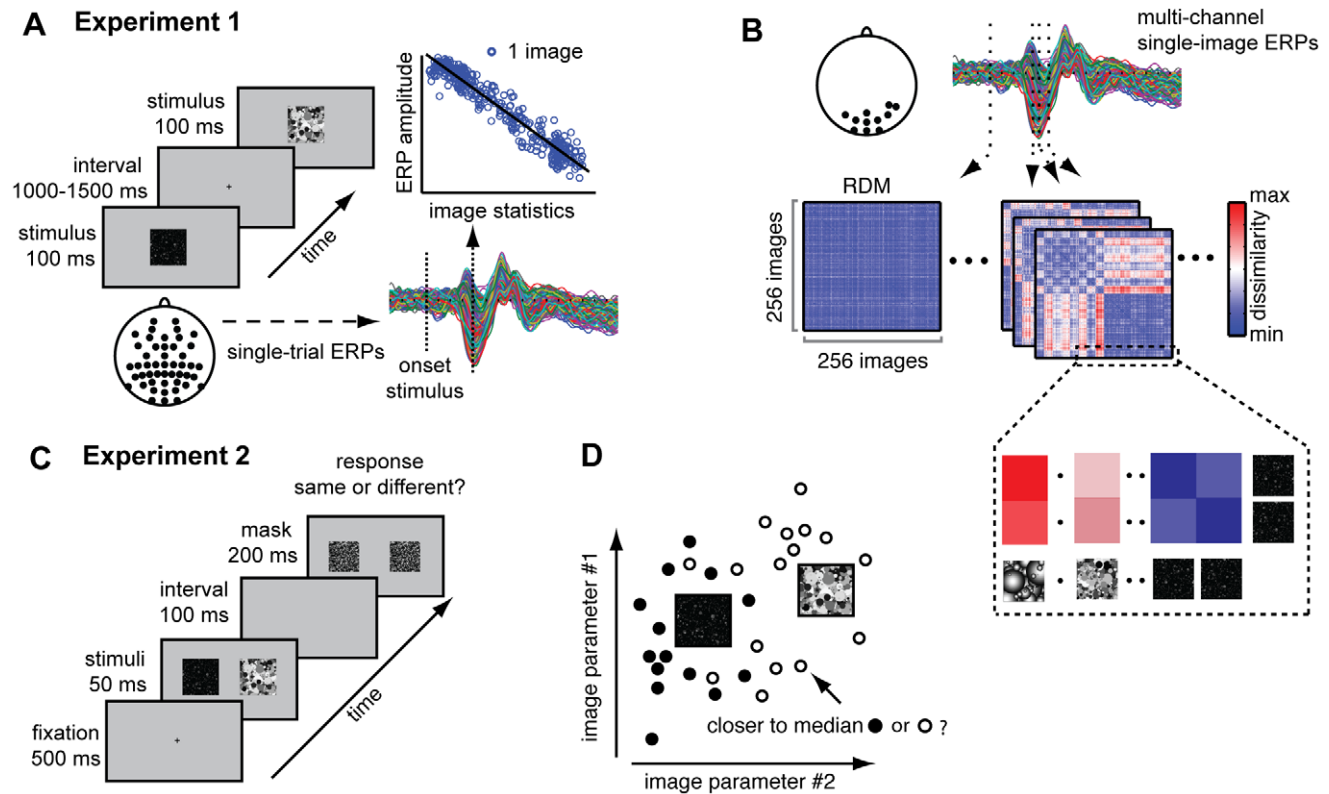 A
Experiment 1
stimulus
100 ms
interval
1000-1500 ms
stimulus
100 ms
time
ERP amplitude
1 image
image statistics
single-trial ERPs
onset
stimulus
B
multi-channel
single-image ERPs
RDM
256 images
256 images
max
dissimilarity
min
C
Experiment 2
response
same or different?
mask
200 ms
interval
100 ms
stimuli
50 ms
fixation
500 ms
time
D
image parameter #1
closer to median or ?
image parameter #2